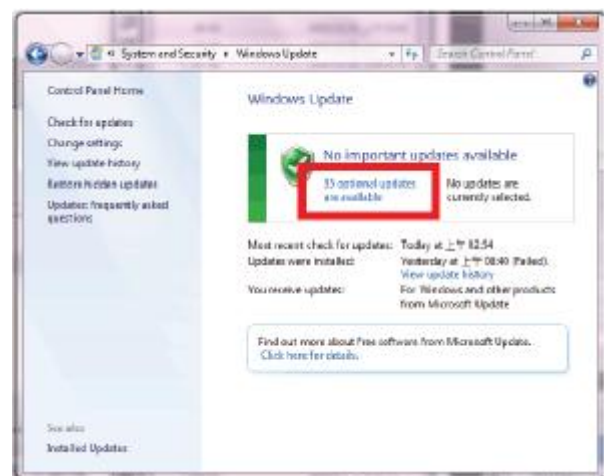 System and Security
Windows Update
Search Control Panel
Control Panel Home
Check for updates
Change settings
View update history
Restore hidden updates
Updates: frequently asked
questions
Windows Update
No important updates available
optional updates
are available
No updates are
currently selected.
Most recent check for updates: Today at 上午 02:54
Updates were installed: Yesterday at 上午 08:40 (Failed).
View update history
You receive updates: For Windows and other products
from Microsoft Update
Find out more about free software from Microsoft Update.
Click here for details.
See also
Installed Updates